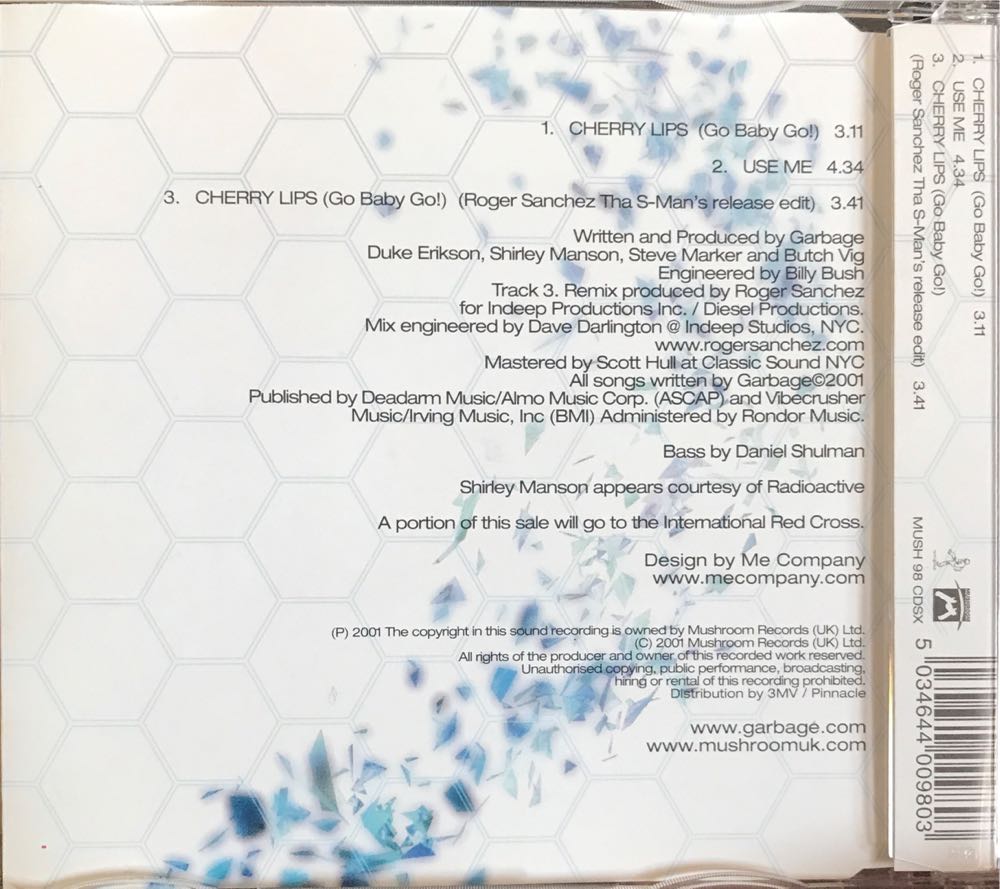 1. CHERRY LIPS (Go Baby Go!) 3.11
2. USE ME 4.34
3. CHERRY LIPS (Go Baby Go!) (Roger Sanchez Tha S-Man's release edit) 3.41
Written and Produced by Garbage
Duke Erikson, Shirley Manson, Steve Marker and Butch Vig
Engineered by Billy Bush
Track 3. Remix produced by Roger Sanchez
for Indeep Productions Inc. / Diesel Productions.
Mix engineered by Dave Darlington @ Indeep Studios, NYC.
www.rogersanchez.com
Mastered by Scott Hull at Classic Sound NYC
All songs written by Garbage©2001
Published by Deadarm Music/Almo Music Corp. (ASCAP) and Vibecrusher
Music/Irving Music, Inc (BMI) Administered by Rondor Music.
Bass by Daniel Shulman
Shirley Manson appears courtesy of Radioactive
A portion of this sale will go to the International Red Cross.
Design by Me Company
www.mecompany.com
(P) 2001 The copyright in this sound recording is owned by Mushroom Records (UK) Ltd.
(C) 2001 Mushroom Records (UK) Ltd.
All rights of the producer and owner of this recorded work reserved.
Unauthorised copying, public performance, broadcasting,
hiring or rental of this recording prohibited.
Distribution by 3MV / Pinnacle
www.garbage.com
www.mushroomuk.com
1. CHERRY LIPS (Go Baby Go!) 3.11
2. USE ME 4.34
3. CHERRY LIPS (Go Baby Go!)
(Roger Sanchez Tha S-Man's release edit) 3.41
MUSHROOM
MUSH 98 CDSX
5 034644 009803